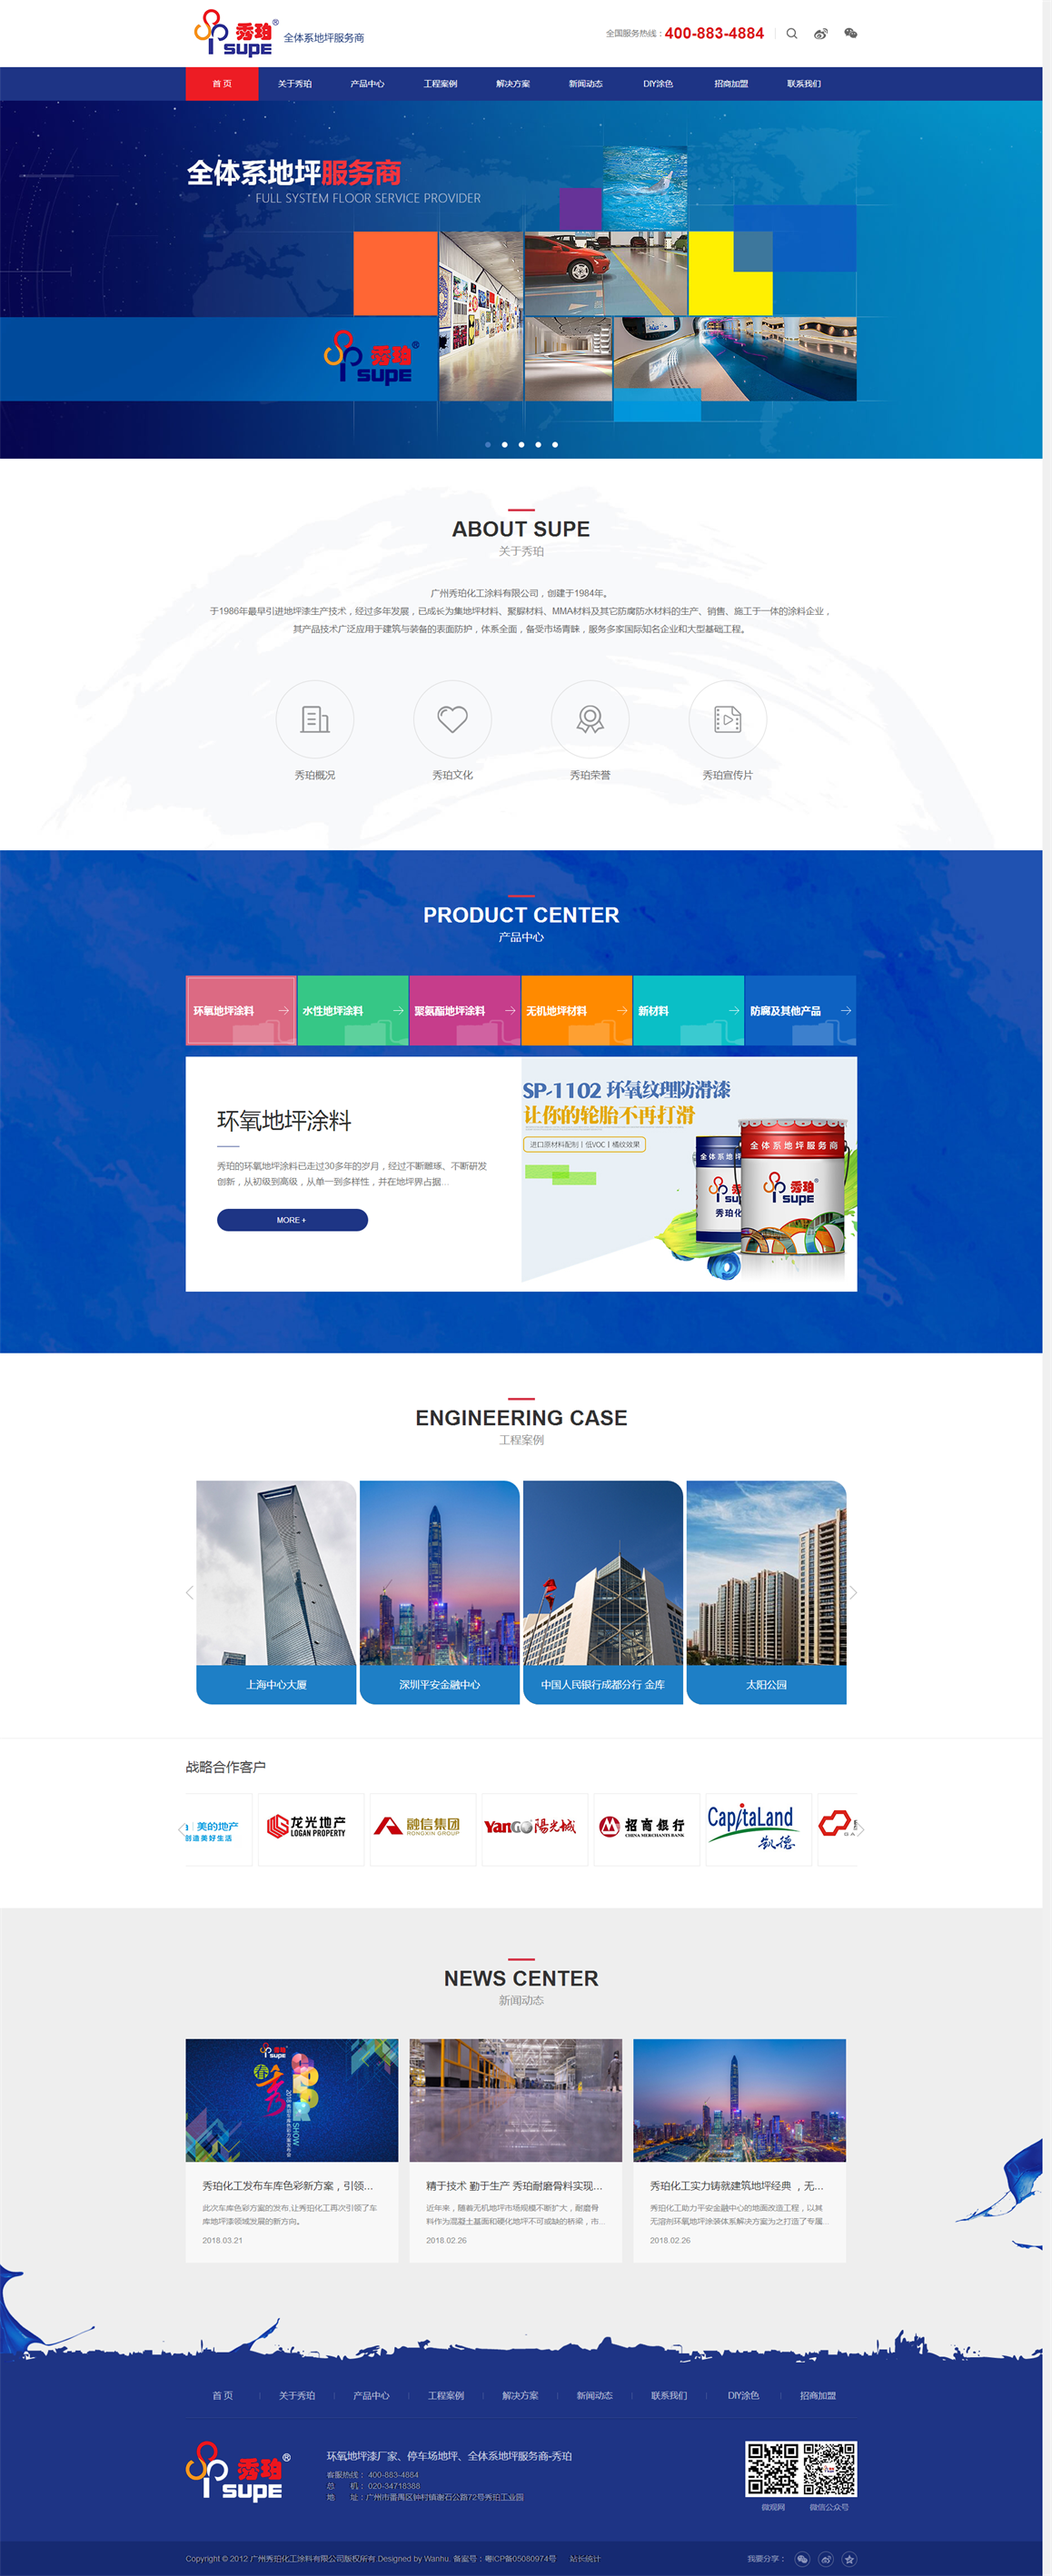 秀珀® SUPE 全体系地坪服务商
全国服务热线：400-883-4884
首 页 关于秀珀 产品中心 工程案例 解决方案 新闻动态 DIY涂色 招商加盟 联系我们
全体系地坪服务商
FULL SYSTEM FLOOR SERVICE PROVIDER
秀珀® SUPE
ABOUT SUPE
关于秀珀
广州秀珀化工涂料有限公司，创建于1984年。
于1986年最早引进地坪漆生产技术，经过多年发展，已成长为集地坪材料、聚脲材料、MMA材料及其它防腐防水材料的生产、销售、施工于一体的涂料企业，
其产品技术广泛应用于建筑与装备的表面防护，体系全面，备受市场青睐，服务多家国际知名企业和大型基础工程。
秀珀概况 秀珀文化 秀珀荣誉 秀珀宣传片
PRODUCT CENTER
产品中心
环氧地坪涂料 水性地坪涂料 聚氨酯地坪涂料 无机地坪材料 新材料 防腐及其他产品
SP-1102 环氧纹理防滑漆
让你的轮胎不再打滑
进口原材料配制 | 低VOC | 橘纹效果
全体系地坪服务商
全体系地坪
秀珀® SUPE
秀珀 SUPE
秀珀化
环氧地坪涂料
秀珀的环氧地坪涂料已走过30多年的岁月，经过不断雕琢、不断研发
创新，从初级到高级，从单一到多样性，并在地坪界占据...
MORE +
ENGINEERING CASE
工程案例
上海中心大厦 深圳平安金融中心 中国人民银行成都分行 金库 太阳公园
战略合作客户
美的地产
创造美好生活
龙光地产
LOGAN PROPERTY
融信集团
RONGXIN GROUP
YANGO 陽光城
招商银行
CHINA MERCHANTS BANK
CapitaLand
凯德
NEWS CENTER
新闻动态
秀珀 SUPE
2018秀珀车库色彩方案发布会
SHOW
秀珀化工发布车库色彩新方案，引领...
此次车库色彩方案的发布,让秀珀化工再次引领了车
库地坪漆领域发展的新方向。
2018.03.21
精于技术 勤于生产 秀珀耐磨骨料实现...
近年来，随着无机地坪市场规模不断扩大，耐磨骨
料作为混凝土基面和硬化地坪不可或缺的桥梁，市...
2018.02.26
秀珀化工实力铸就建筑地坪经典 ，无...
秀珀化工助力平安金融中心的地面改造工程，以其
无溶剂环氧地坪涂装体系解决方案为之打造了专属...
2018.02.26
首 页 关于秀珀 产品中心 工程案例 解决方案 新闻动态 联系我们 DIY涂色 招商加盟
秀珀® SUPE
环氧地坪漆厂家、停车场地坪、全体系地坪服务商-秀珀
客服热线： 400-883-4884
总 机： 020-34718388
地 址：广州市番禺区钟村镇谢石公路72号秀珀工业园
微观网 微信公众号
Copyright © 2012 广州秀珀化工涂料有限公司版权所有.Designed by Wanhu. 备案号：粤ICP备05080974号 站长统计
我要分享：